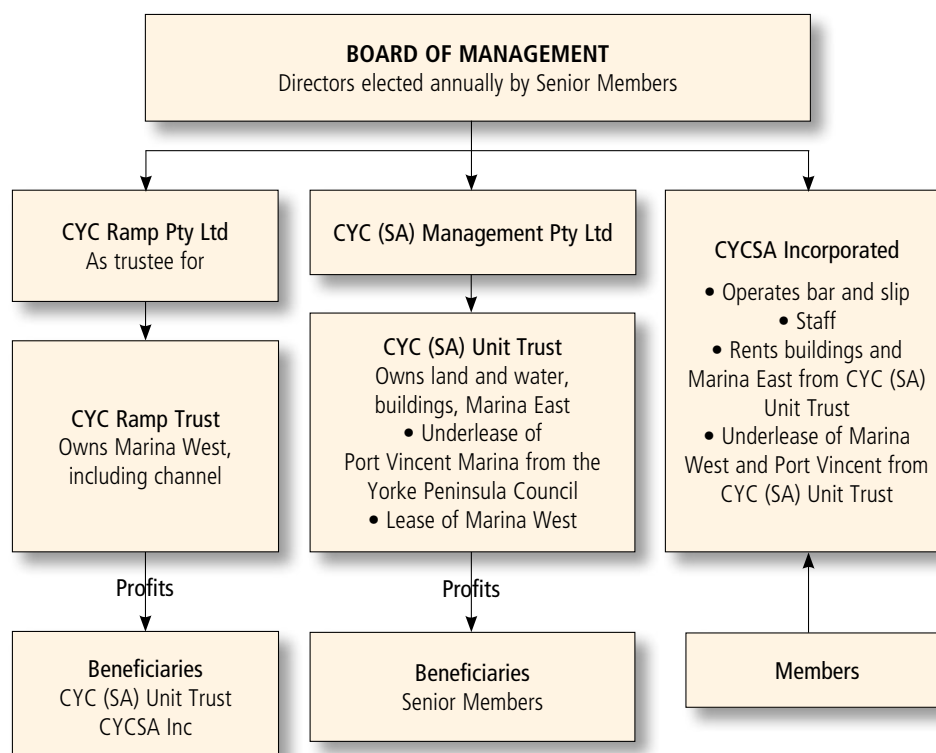 BOARD OF MANAGEMENT
Directors elected annually by Senior Members
CYC Ramp Pty Ltd
As trustee for
CYC (SA) Management Pty Ltd
CYCSA Incorporated
• Operates bar and slip
• Staff
• Rents buildings and
Marina East from CYC (SA)
Unit Trust
• Underlease of Marina
West and Port Vincent from
CYC (SA) Unit Trust
CYC Ramp Trust
Owns Marina West,
including channel
CYC (SA) Unit Trust
Owns land and water,
buildings, Marina East
• Underlease of
Port Vincent Marina from the
Yorke Peninsula Council
• Lease of Marina West
Profits
Profits
Beneficiaries
CYC (SA) Unit Trust
CYCSA Inc
Beneficiaries
Senior Members
Members